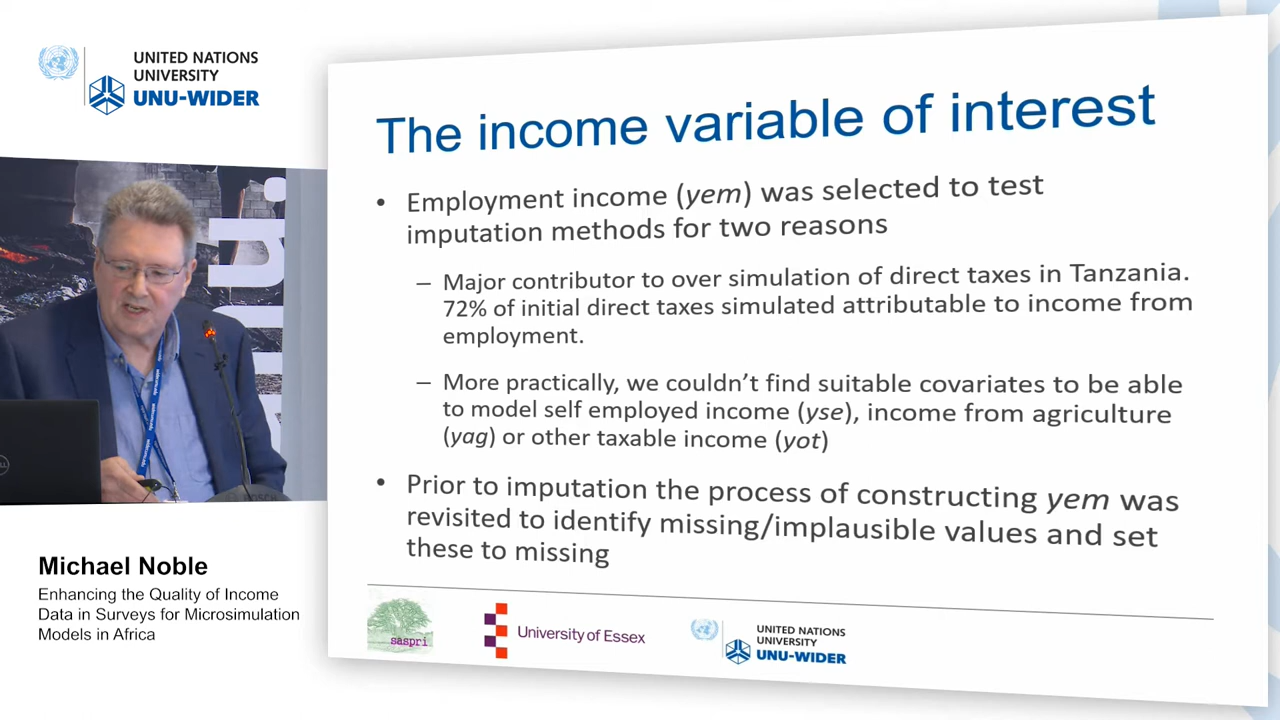 UNITED NATIONS
UNIVERSITY
UNU-WIDER
The income variable of interest
• Employment income (yem) was selected to test
imputation methods for two reasons
– Major contributor to over simulation of direct taxes in Tanzania.
72% of initial direct taxes simulated attributable to income from
employment.
– More practically, we couldn't find suitable covariates to be able
to model self employed income (yse), income from agriculture
(yag) or other taxable income (yot)
• Prior to imputation the process of constructing yem was
revisited to identify missing/implausible values and set
these to missing
Michael Noble
Enhancing the Quality of Income
Data in Surveys for Microsimulation
Models in Africa
saspri
University of Essex
UNITED NATIONS
UNIVERSITY
UNU-WIDER